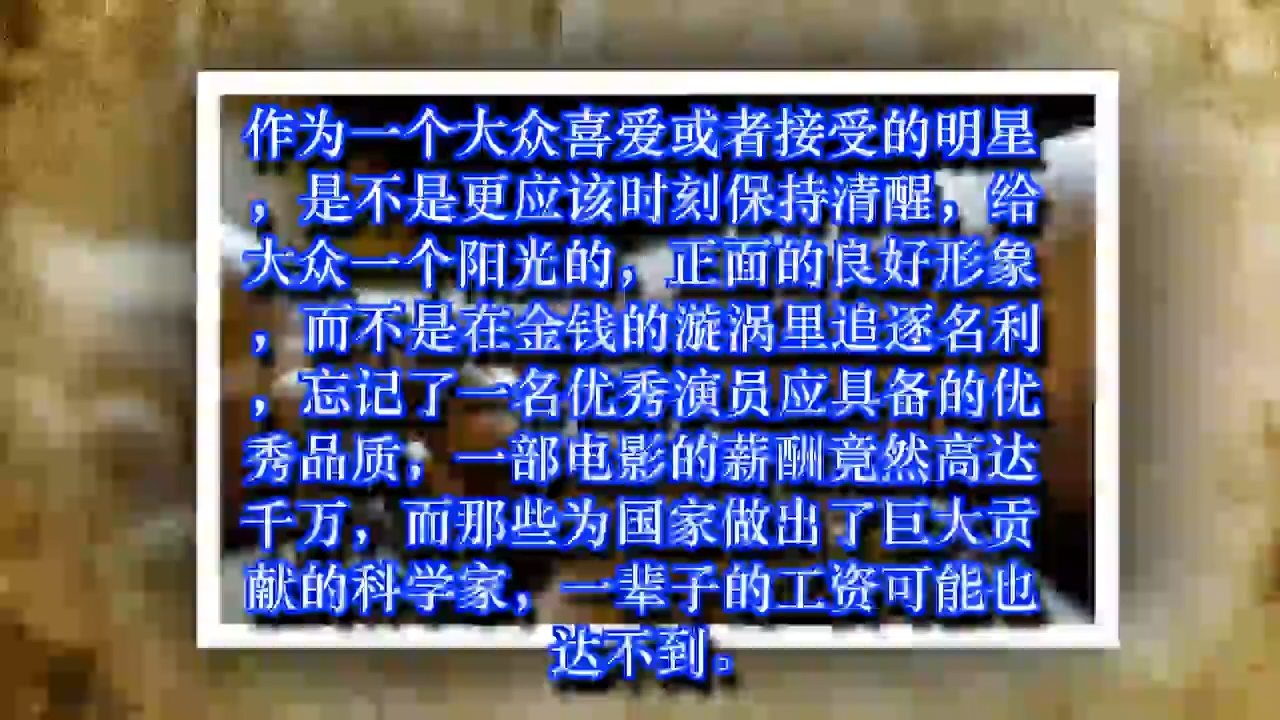 作为一个大众喜爱或者接受的明星
，是不是更应该时刻保持清醒，给
大众一个阳光的，正面的良好形象
，而不是在金钱的漩涡里追逐名利
，忘记了一名优秀演员应具备的优
秀品质，一部电影的薪酬竟然高达
千万，而那些为国家做出了巨大贡
献的科学家，一辈子的工资可能也
达不到。